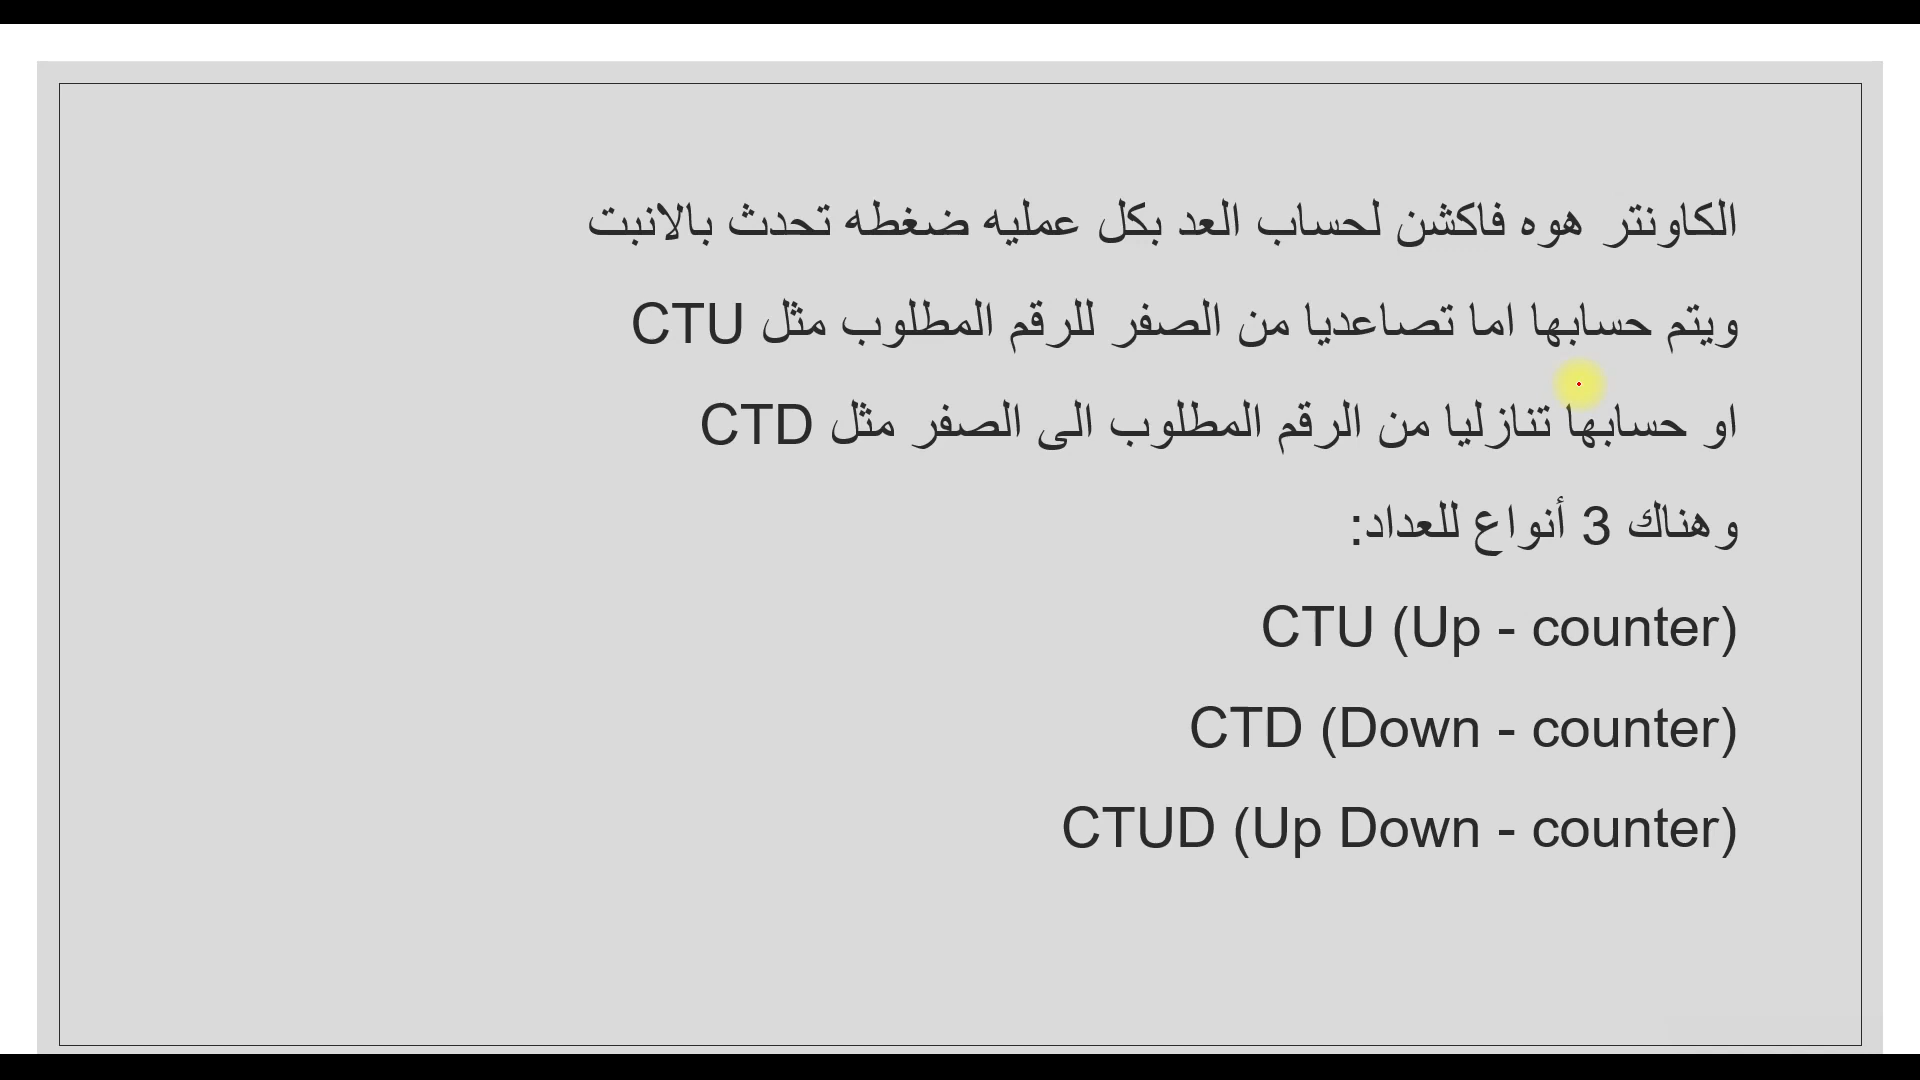 الكاونتر هوه فاكشن لحساب العد بكل عمليه ضغطه تحدث بالانبت
ويتم حسابها اما تصاعديا من الصفر للرقم المطلوب مثل CTU
او حسابها تنازليا من الرقم المطلوب الى الصفر مثل CTD
وهناك 3 أنواع للعداد:
CTU (Up - counter)
CTD (Down - counter)
CTUD (Up Down - counter)